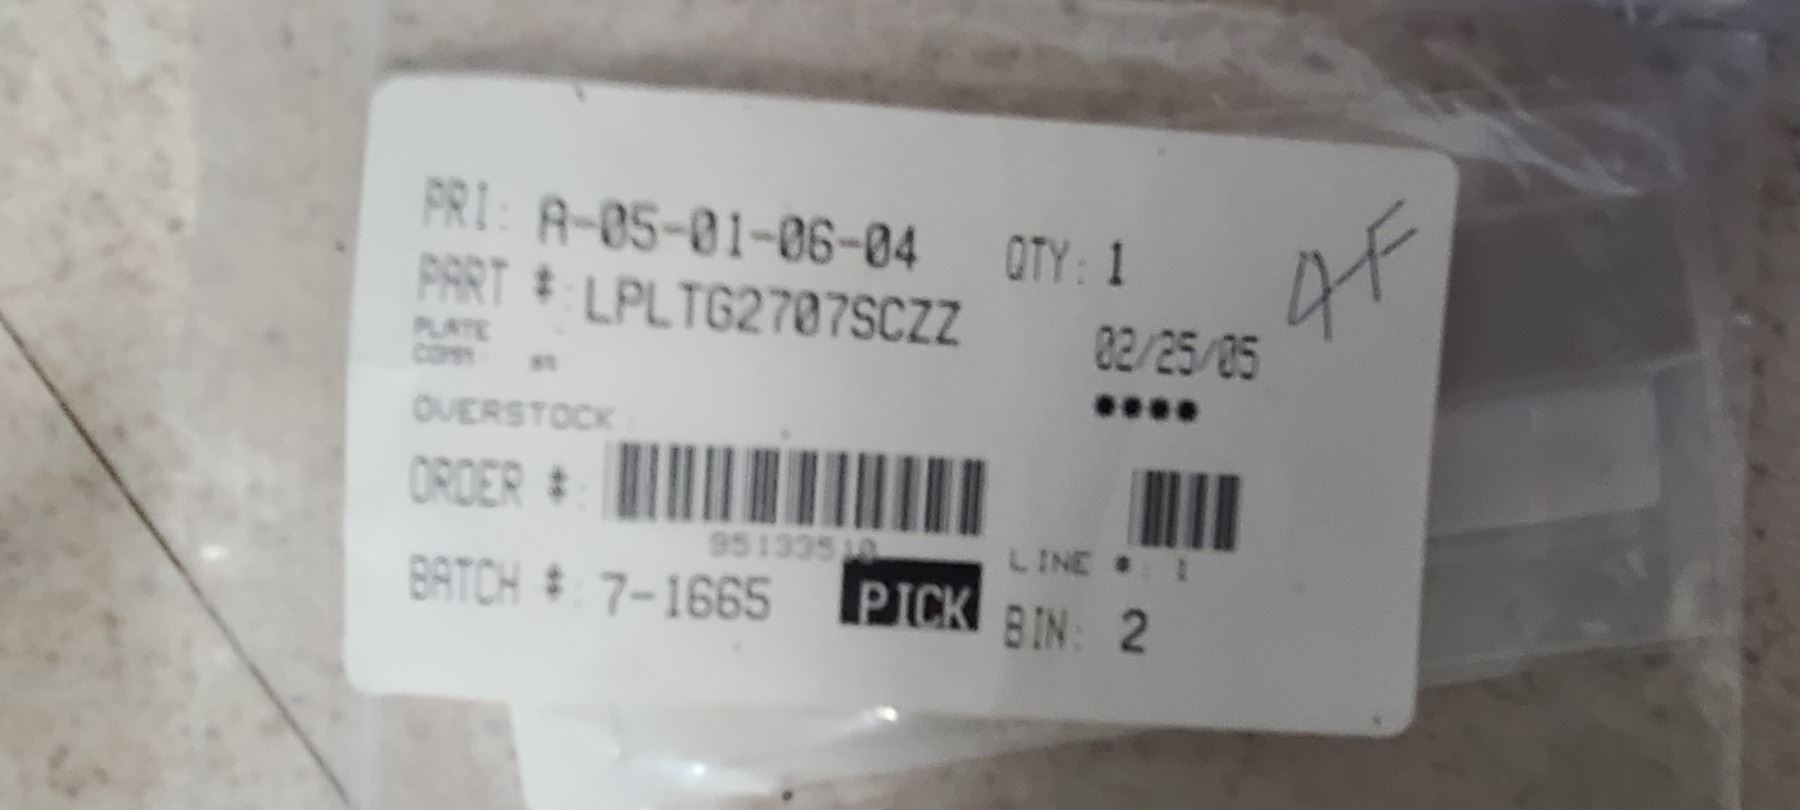 PRI: A-05-01-06-04 QTY: 1
4F
PART #: LPLTG2707SCZZ
PLATE
COMM
02/25/05
••••
OVERSTOCK:
ORDER #:
95133510
LINE #: 1
BATCH #: 7-1665 PICK BIN: 2